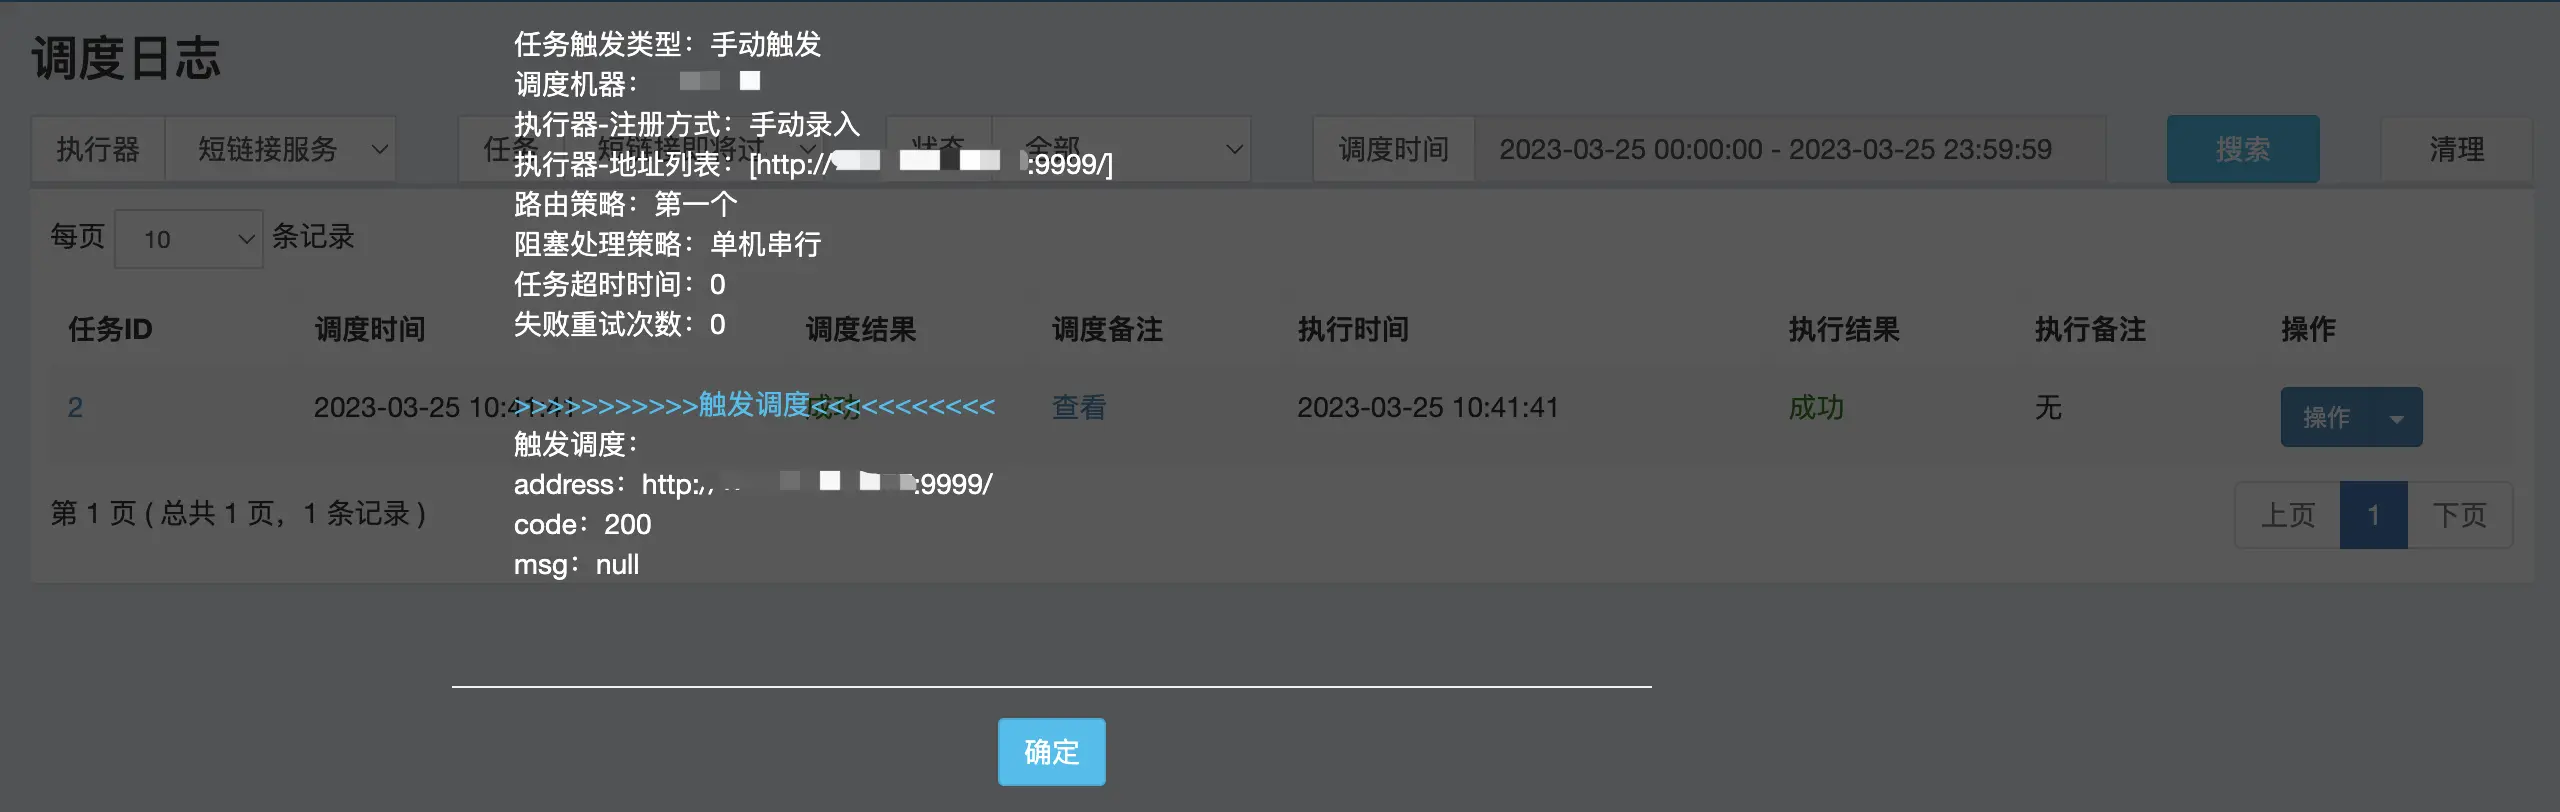 调度日志
执行器 短链接服务 任务 短链接即将过 状态 全部 调度时间 2023-03-25 00:00:00 - 2023-03-25 23:59:59 搜索 清理
每页 10 条记录
任务ID 调度时间 调度结果 调度备注 执行时间 执行结果 执行备注 操作
2 2023-03-25 10:41:41 成功 查看 2023-03-25 10:41:41 成功 无 操作
第 1 页 ( 总共 1 页，1 条记录 )
上页 1 下页
任务触发类型：手动触发
调度机器：
执行器-注册方式：手动录入
执行器-地址列表：[http:// :9999/]
路由策略：第一个
阻塞处理策略：单机串行
任务超时时间：0
失败重试次数：0
>>>>>>>>>>>触发调度<<<<<<<<<<<
触发调度：
address：http:// :9999/
code：200
msg：null
确定